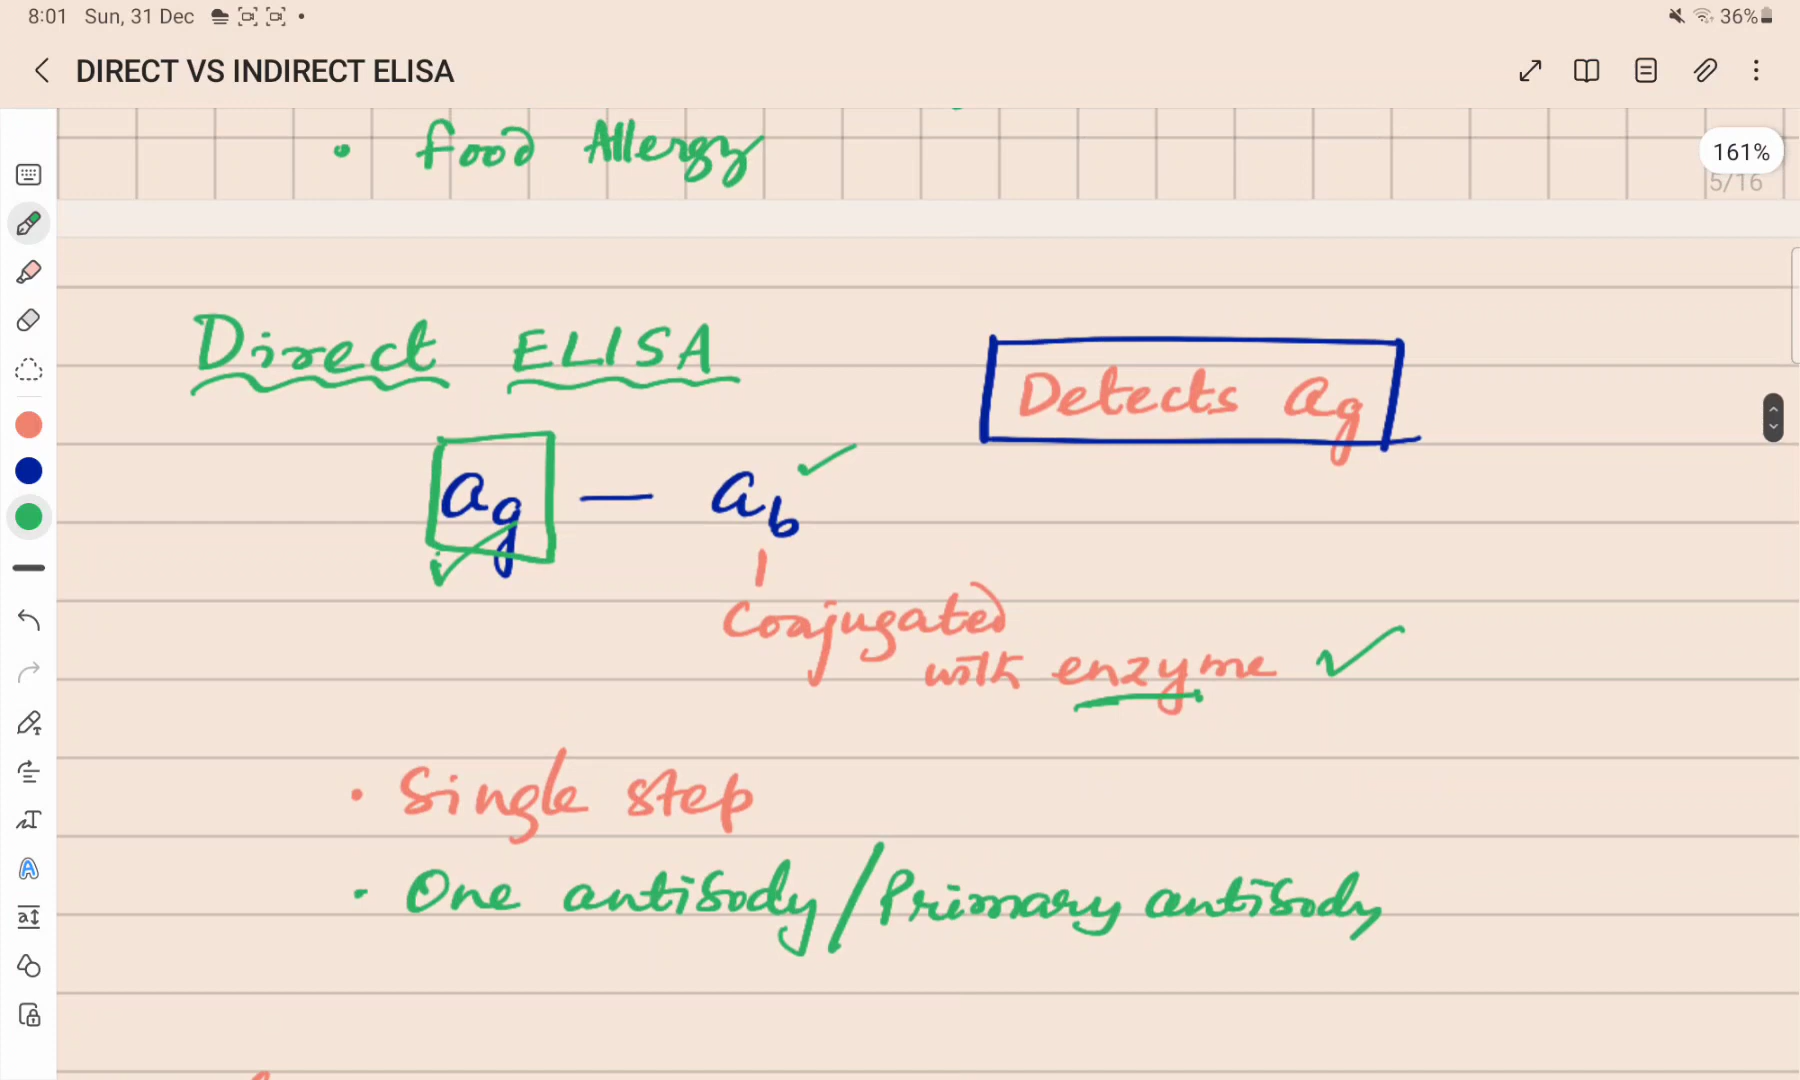 8:01 Sun, 31 Dec
36%
DIRECT VS INDIRECT ELISA
• food Allergy
161%
5/16
Direct ELISA
Detects ag
ag — ab
Conjugated
with enzyme
• Single step
• One antibody/Primary antibody